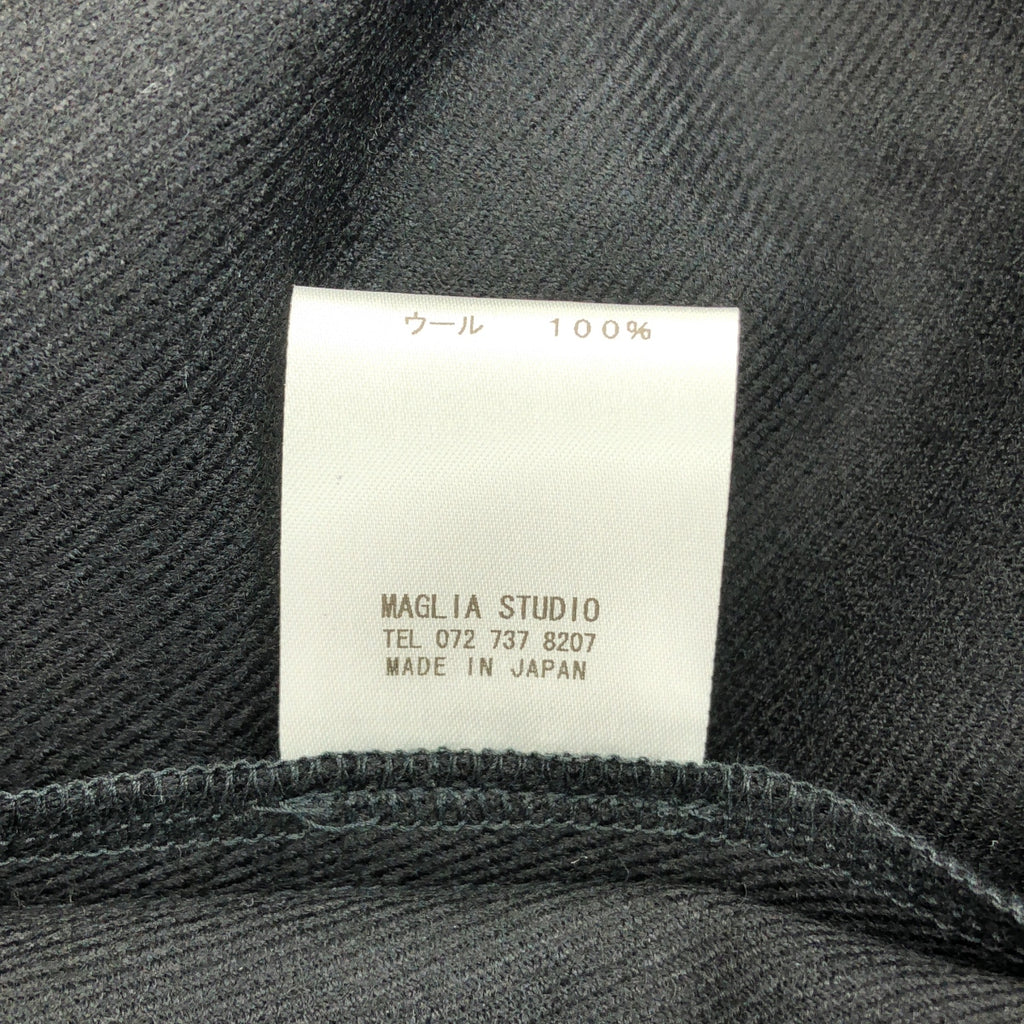 ウール 100%
MAGLIA STUDIO
TEL 072 737 8207
MADE IN JAPAN